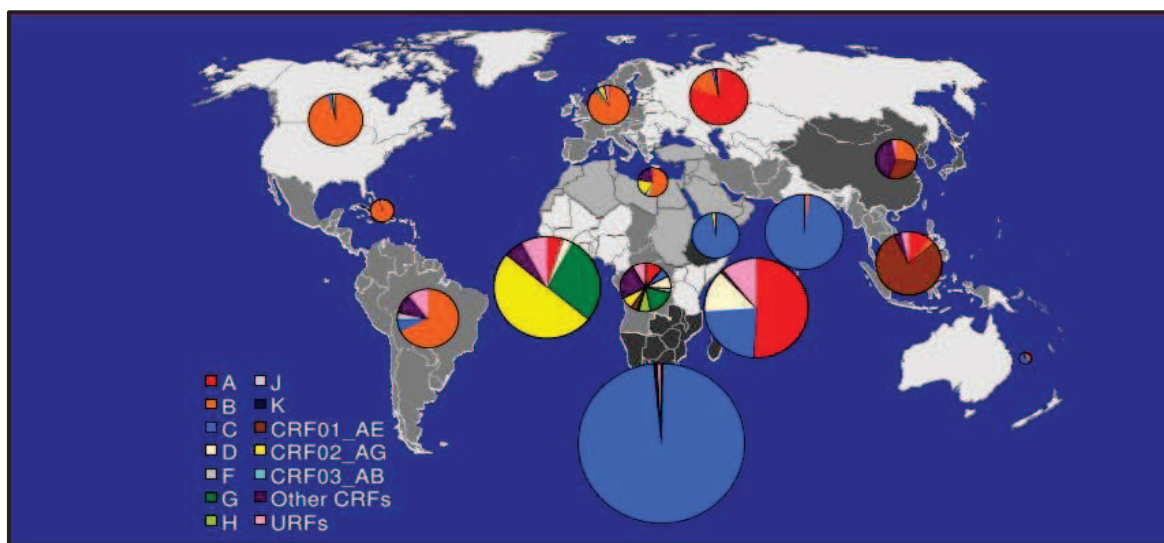 A J
B K
C CRF01_AE
D CRF02_AG
F CRF03_AB
G Other CRFs
H URFs